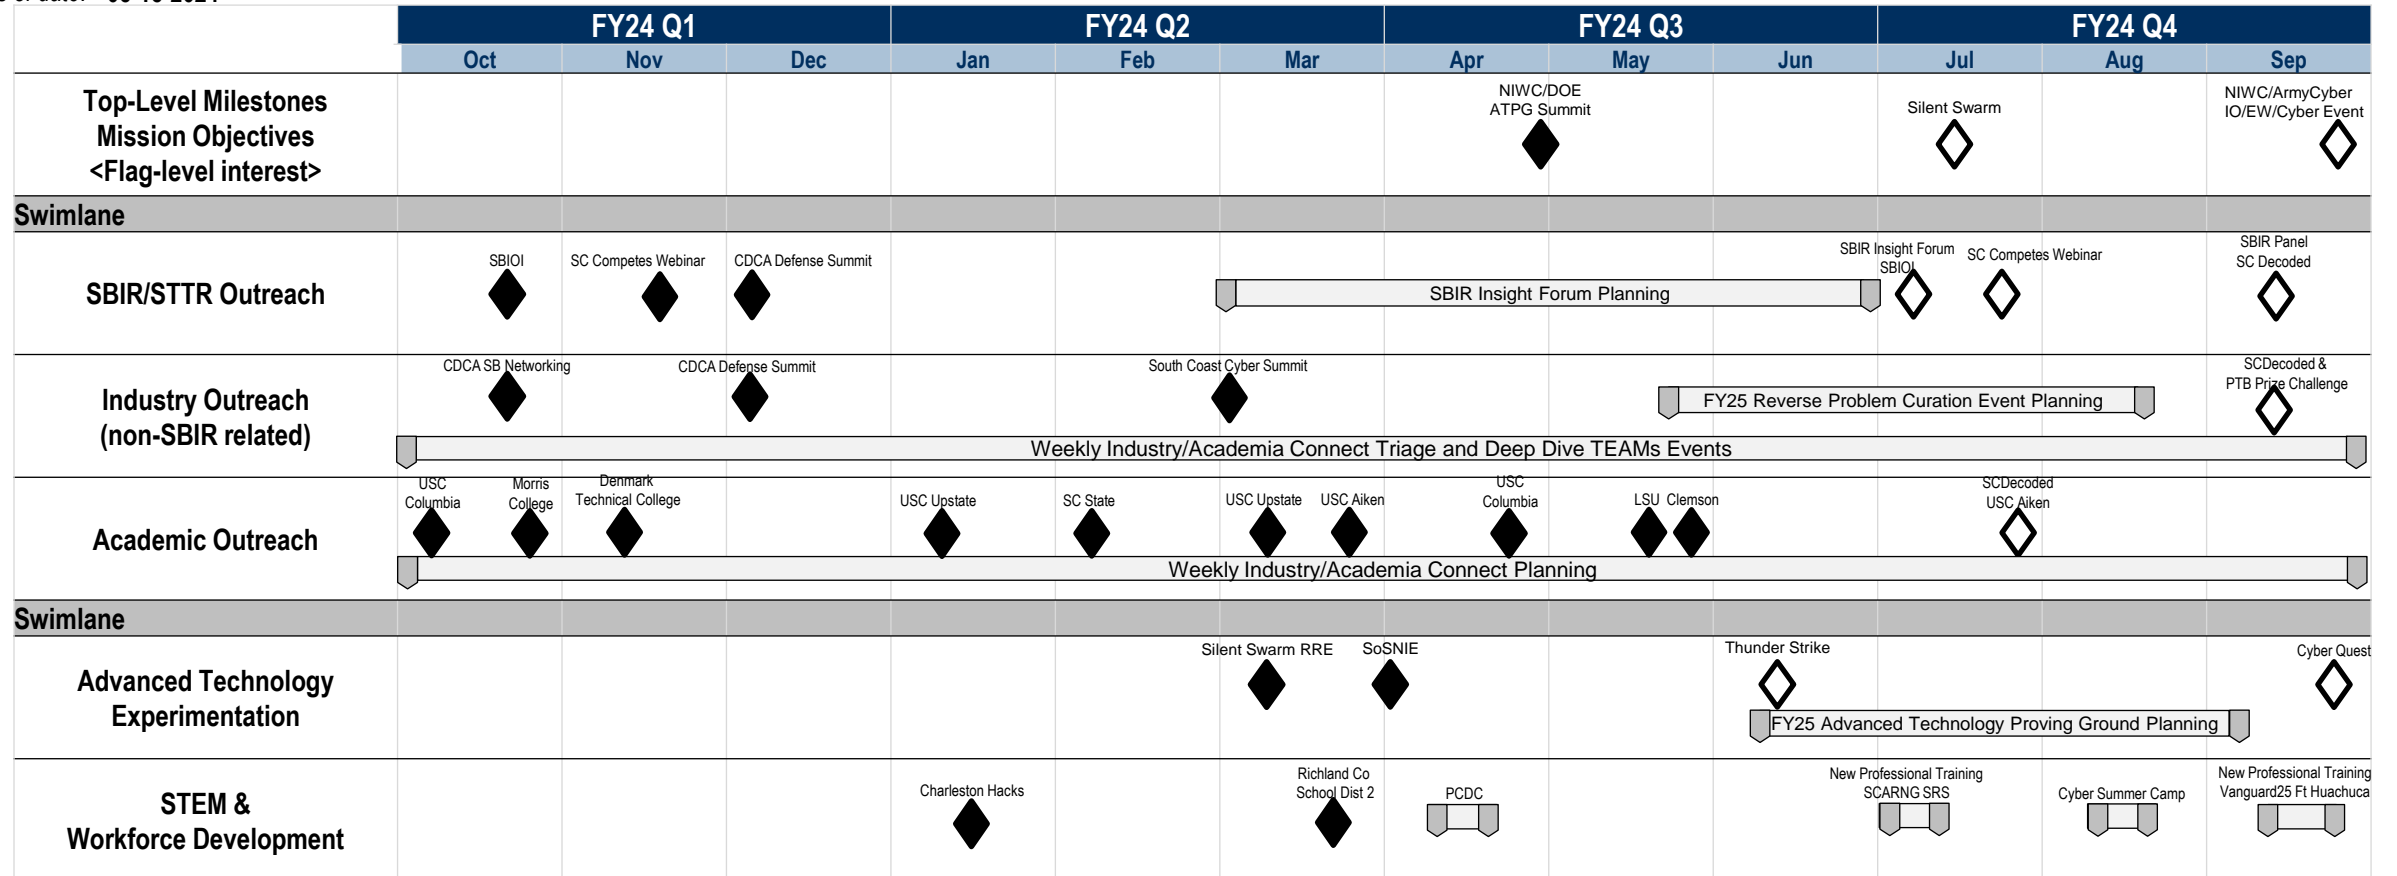 FY24 Q1 FY24 Q2 FY24 Q3 FY24 Q4
Oct Nov Dec Jan Feb Mar Apr May Jun Jul Aug Sep
Top-Level Milestones
Mission Objectives
<Flag-level interest>
NIWC/DOE
ATPG Summit
Silent Swarm
NIWC/ArmyCyber
IO/EW/Cyber Event
Swimlane
SBIR/STTR Outreach
SBIOI
SC Competes Webinar
CDCA Defense Summit
SBIR Insight Forum Planning
SBIR Insight Forum
SBIOI
SC Competes Webinar
SBIR Panel
SC Decoded
Industry Outreach
(non-SBIR related)
CDCA SB Networking
CDCA Defense Summit
South Coast Cyber Summit
FY25 Reverse Problem Curation Event Planning
SCDecoded &
PTB Prize Challenge
Weekly Industry/Academia Connect Triage and Deep Dive TEAMs Events
Academic Outreach
USC
Columbia
Morris
College
Denmark
Technical College
USC Upstate
SC State
USC Upstate
USC Aiken
USC
Columbia
LSU
Clemson
SCDecoded
USC Aiken
Weekly Industry/Academia Connect Planning
Swimlane
Advanced Technology
Experimentation
Silent Swarm RRE
SoSNIE
Thunder Strike
Cyber Quest
FY25 Advanced Technology Proving Ground Planning
STEM &
Workforce Development
Charleston Hacks
Richland Co
School Dist 2
PCDC
New Professional Training
SCARNG SRS
Cyber Summer Camp
New Professional Training
Vanguard25 Ft Huachuca